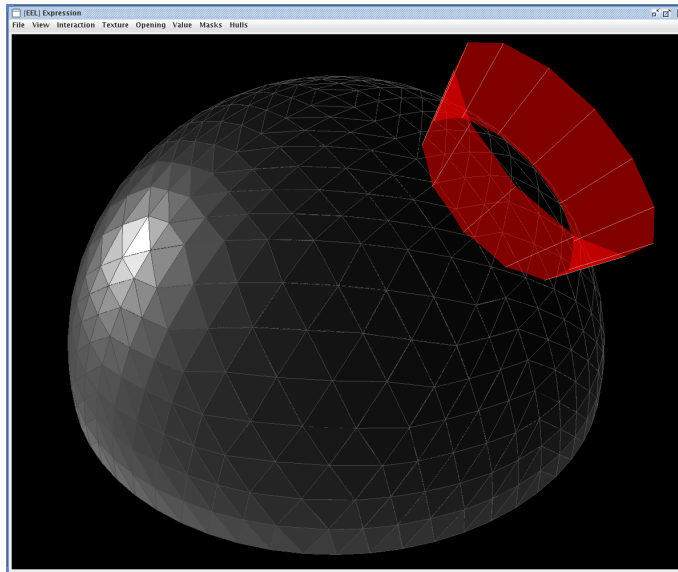 [EEL] Expression
File View Interaction Texture Opening Value Masks Hulls